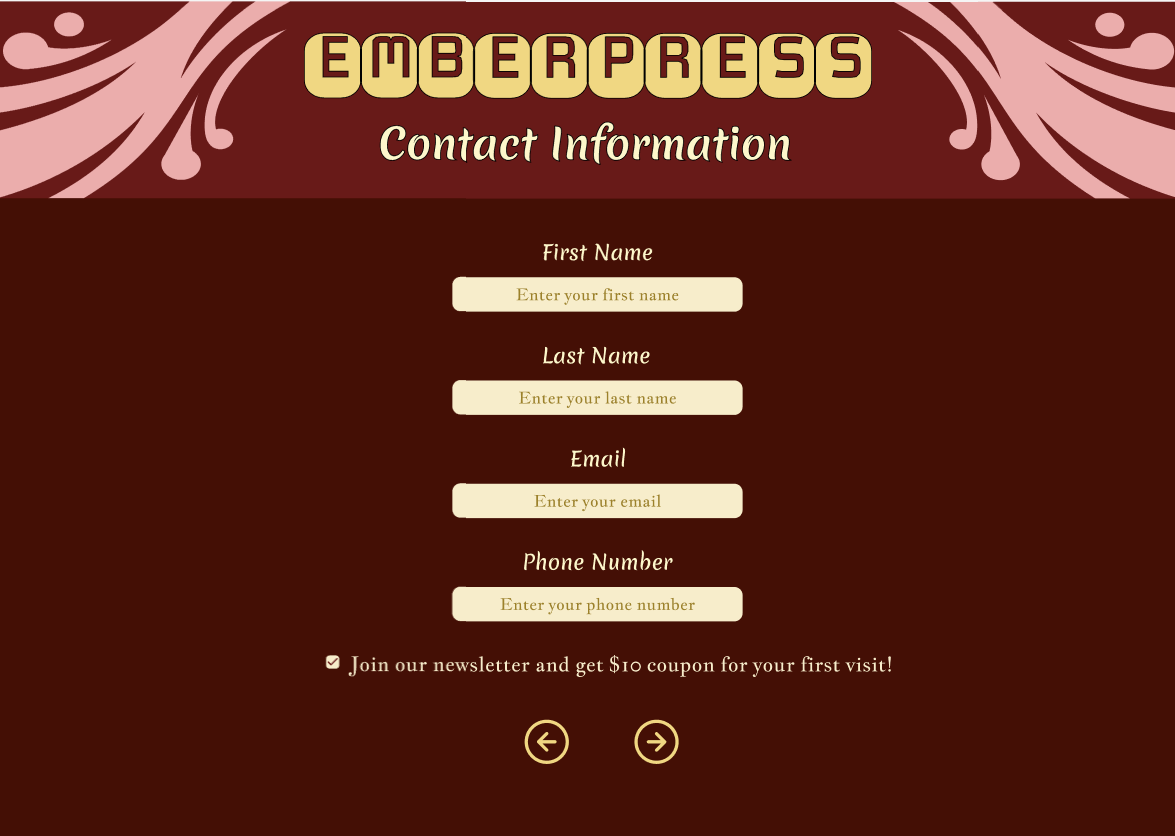 EMBERPRESS
Contact Information
First Name
Enter your first name
Last Name
Enter your last name
Email
Enter your email
Phone Number
Enter your phone number
Join our newsletter and get $10 coupon for your first visit!